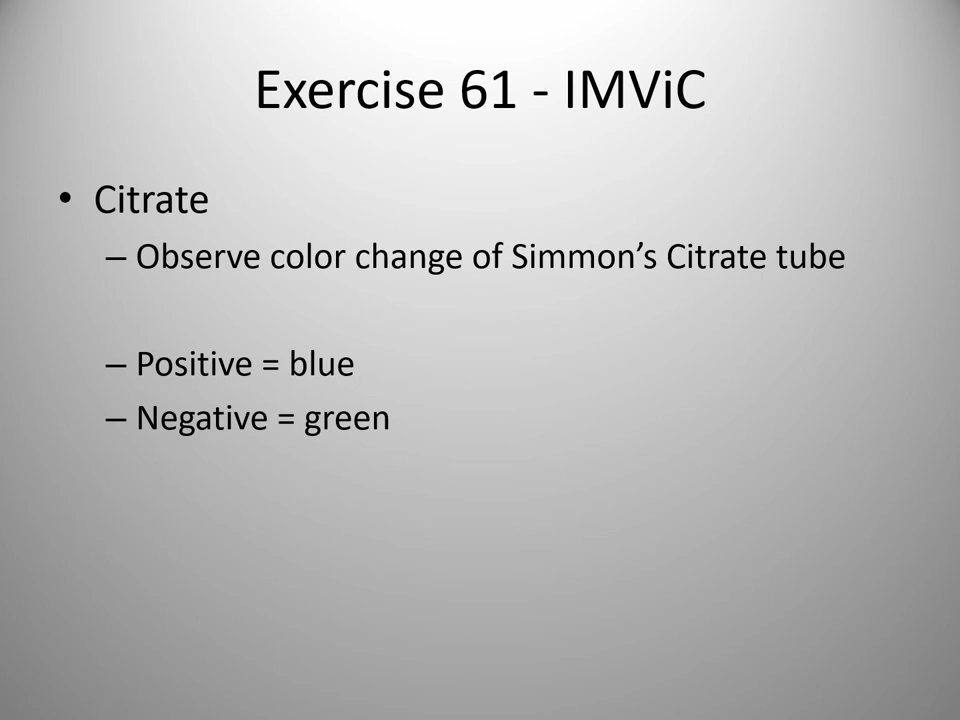 Exercise 61 - IMViC
• Citrate
– Observe color change of Simmon’s Citrate tube
– Positive = blue
– Negative = green